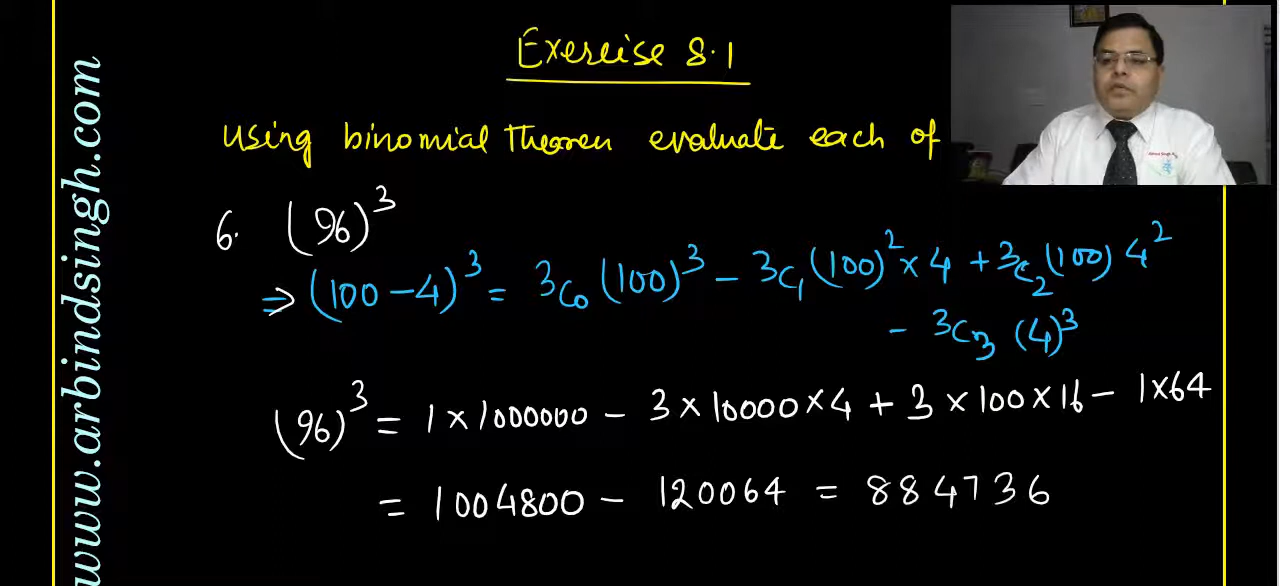 www.arbindsingh.com
Exercise 8.1
Using binomial Theorem evaluate each of
6. (96)³
⇒ (100 − 4)³ = ³C₀ (100)³ − ³C₁ (100)² × 4 + ³C₂ (100) 4²
− ³C₃ (4)³
(96)³ = 1 × 1000000 − 3 × 10000 × 4 + 3 × 100 × 16 − 1×64
= 1004800 − 120064 = 884736